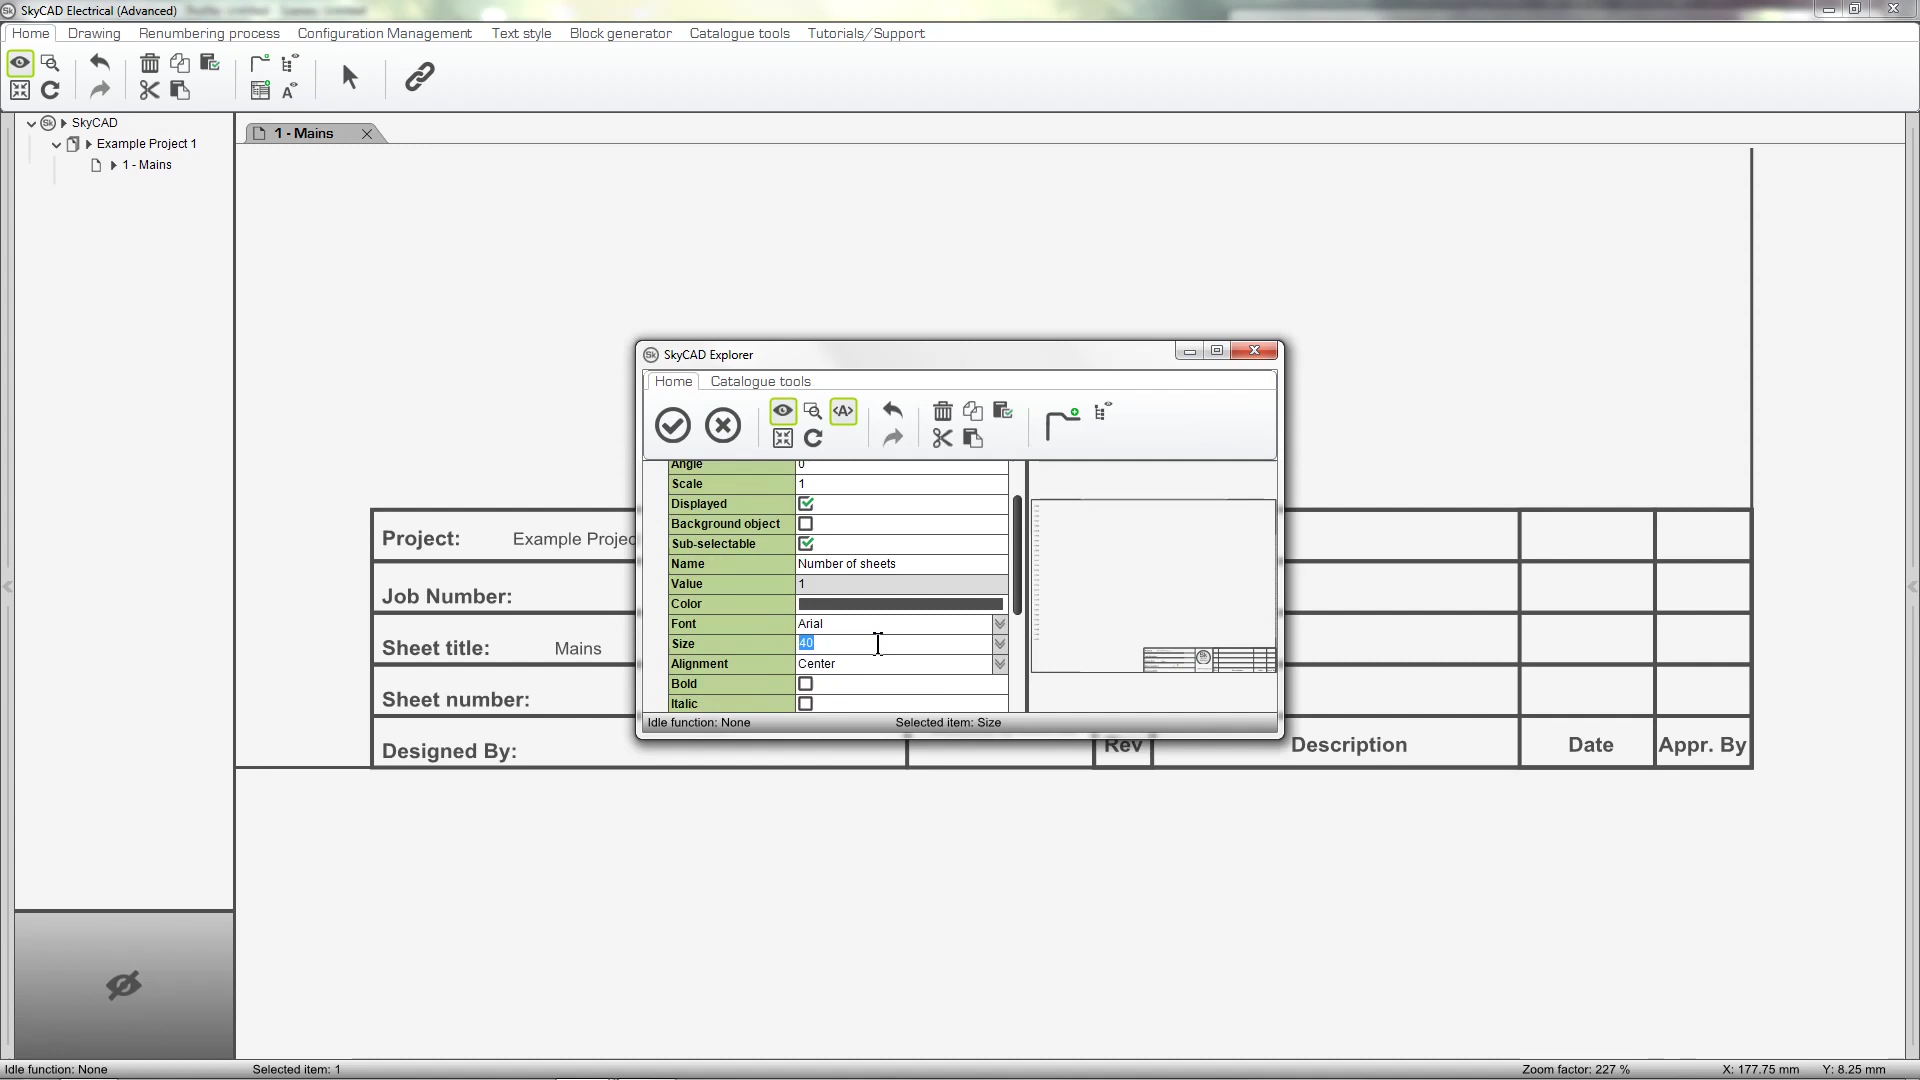 SkyCAD Electrical (Advanced)
Home Drawing Renumbering process Configuration Management Text style Block generator Catalogue tools Tutorials/Support
SkyCAD
Example Project 1
1 - Mains
1 - Mains
Project: Example Projec
Job Number:
Sheet title: Mains
Sheet number:
Designed By:
Rev Description Date Appr. By
SkyCAD Explorer
Home Catalogue tools
Angle 0
Scale 1
Displayed
Background object
Sub-selectable
Name Number of sheets
Value 1
Color
Font Arial
Size 40
Alignment Center
Bold
Italic
Idle function: None Selected item: Size
Idle function: None Selected item: 1 Zoom factor: 227 % X: 177.75 mm Y: 8.25 mm